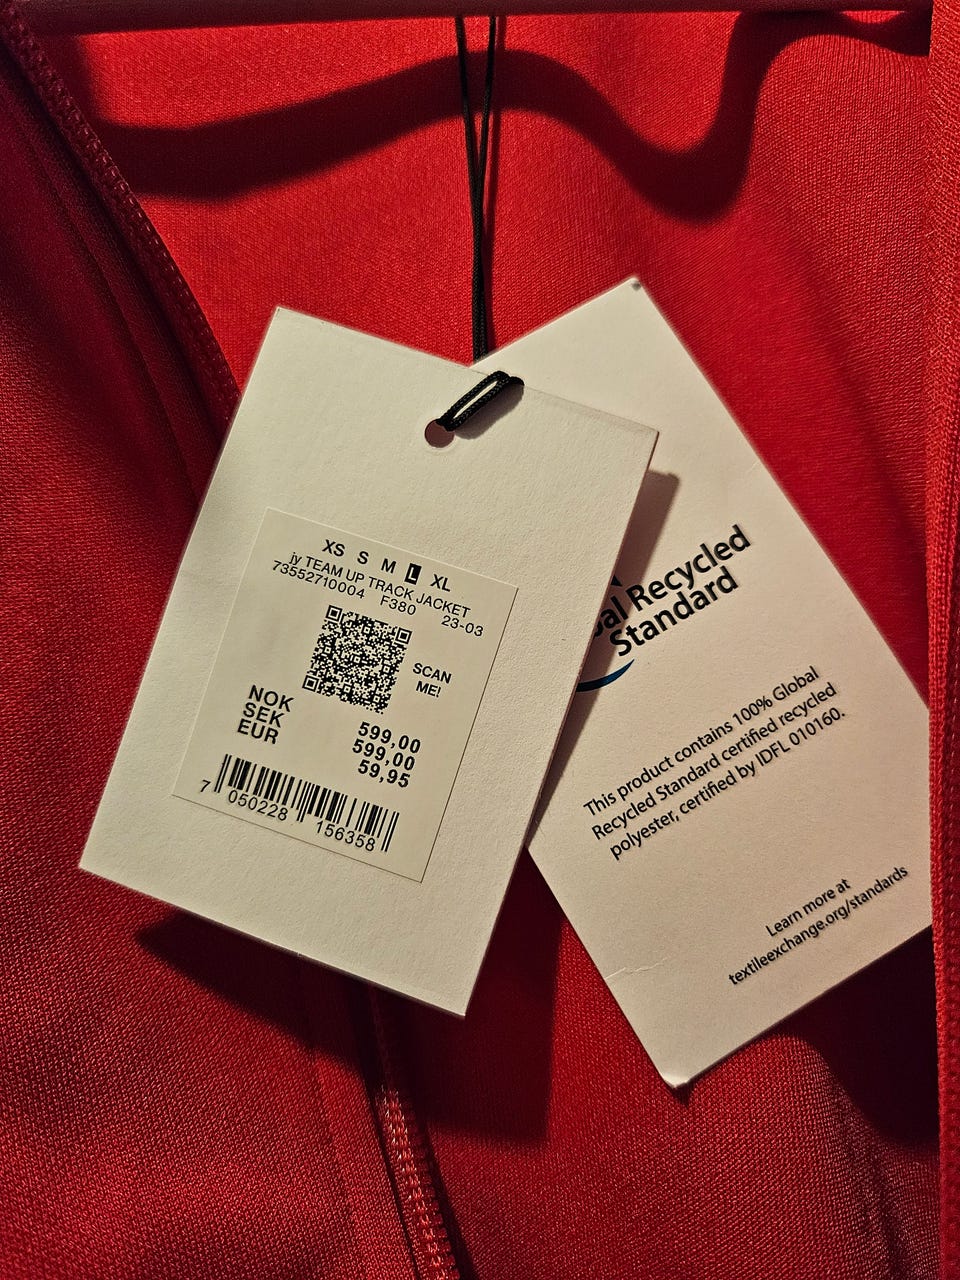 XS S M L XL
jy TEAM UP TRACK JACKET
73552710004 F380 23-03
SCAN
ME!
NOK 599,00
SEK 599,00
EUR 59,95
7 050228 156358
bal Recycled
Standard
This product contains 100% Global
Recycled Standard certified recycled
polyester, certified by IDFL 010160.
Learn more at
textileexchange.org/standards